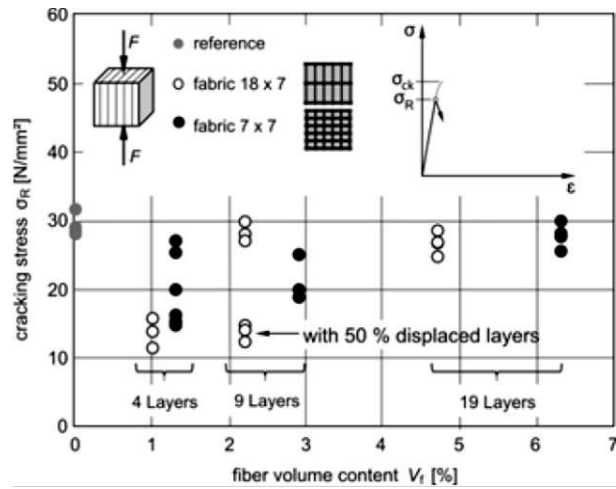 60
50
40
30
20
10
0
cracking stress σR [N/mm²]
F
F
reference
fabric 18 x 7
fabric 7 x 7
σ
σck
σR
ε
with 50 % displaced layers
4 Layers
9 Layers
19 Layers
0 1 2 3 4 5 6 7
fiber volume content Vf [%]